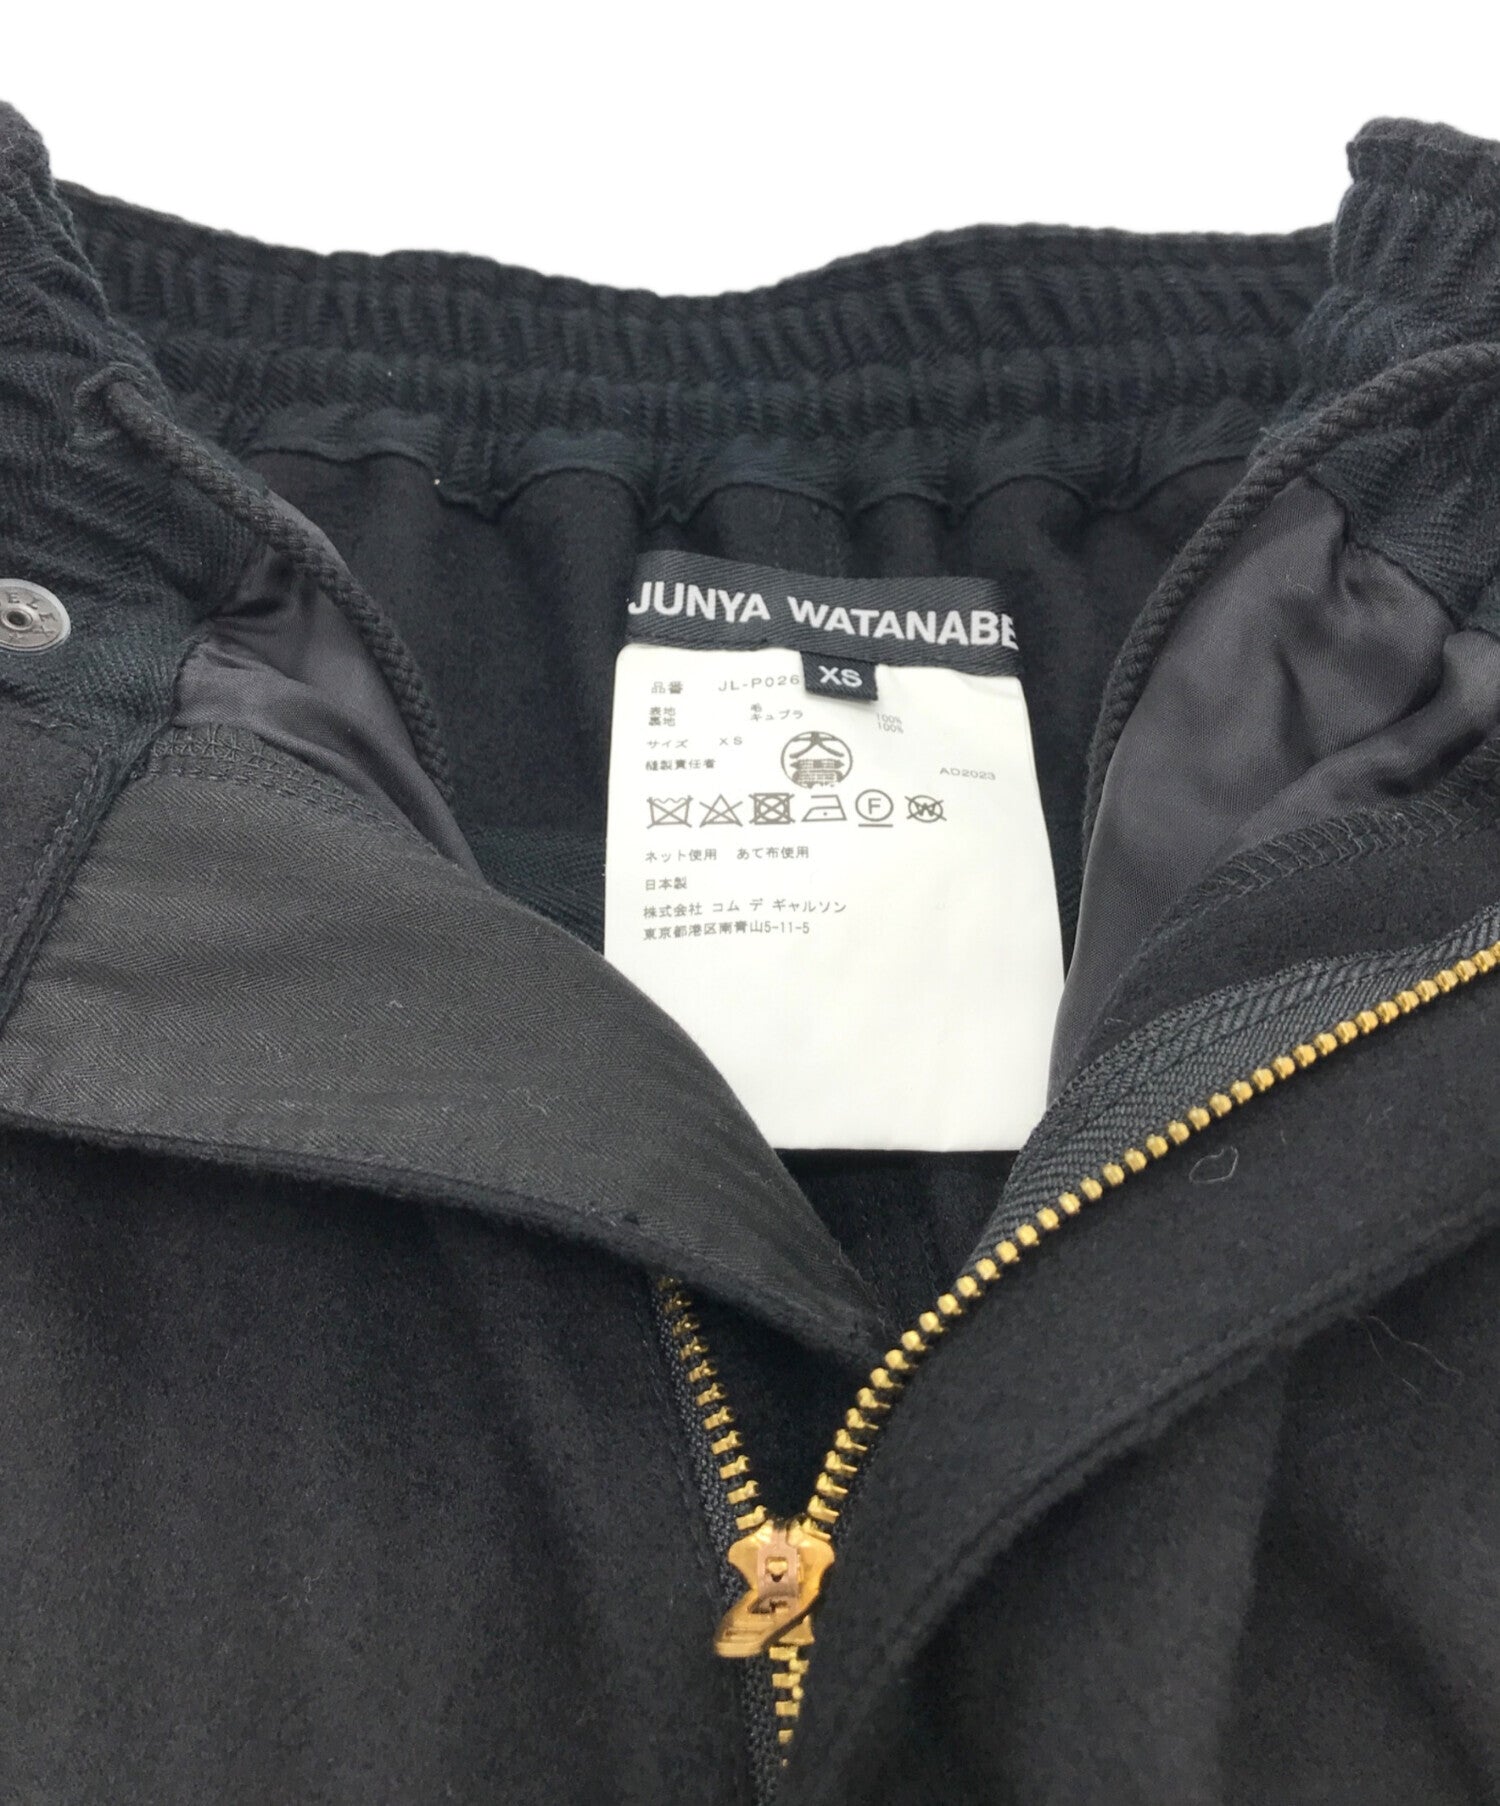 JUNYA WATANABE
XS
品番 JL-P026
表地 毛 100%
裏地 キュプラ 100%
サイズ XS
縫製責任者
AD2023
F
W
ネット使用 あて布使用
日本製
株式会社 コム デ ギャルソン
東京都港区南青山5-11-5